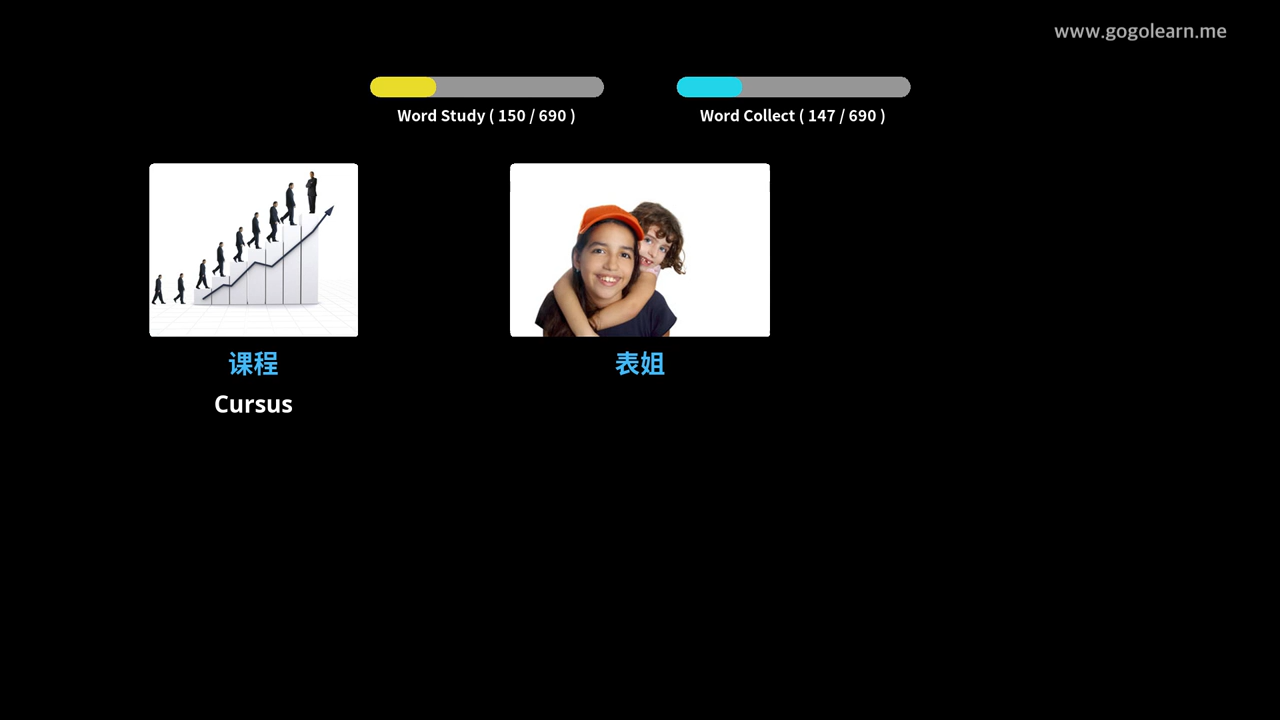 www.gogolearn.me
Word Study ( 150 / 690 )
Word Collect ( 147 / 690 )
课程
表姐
Cursus